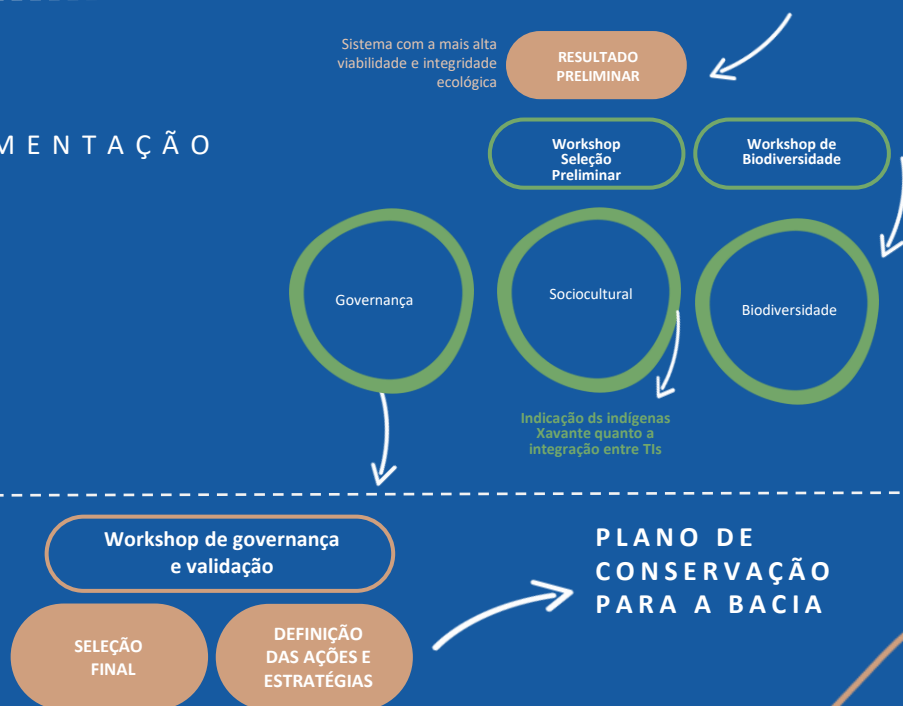 Sistema com a mais alta
viabilidade e integridade
ecológica
RESULTADO
PRELIMINAR
MENTAÇÃO
Workshop
Seleção
Preliminar
Workshop de
Biodiversidade
Governança
Sociocultural
Biodiversidade
Indicação ds indígenas
Xavante quanto a
integração entre TIs
Workshop de governança
e validação
PLANO DE
CONSERVAÇÃO
PARA A BACIA
SELEÇÃO
FINAL
DEFINIÇÃO
DAS AÇÕES E
ESTRATÉGIAS